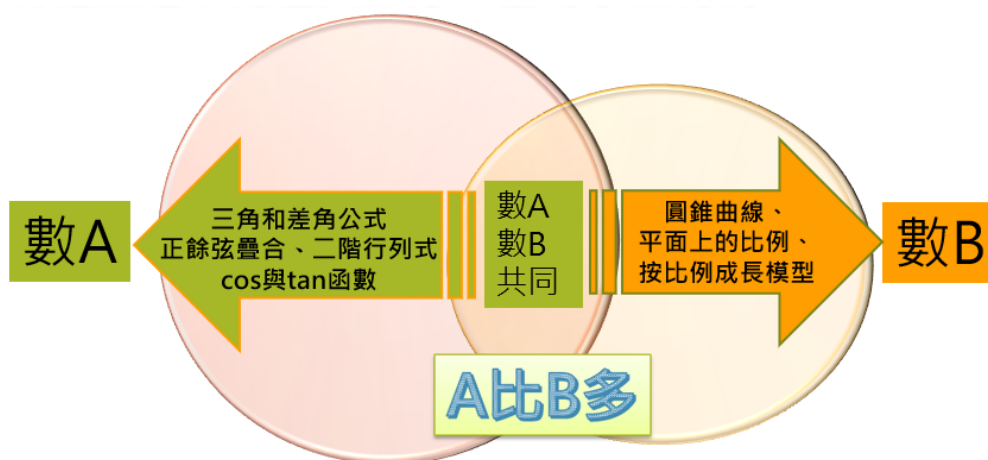 數A
三角和差角公式
正餘弦疊合、二階行列式
cos與tan函數
數A
數B
共同
圓錐曲線、
平面上的比例、
按比例成長模型
數B
A比B多